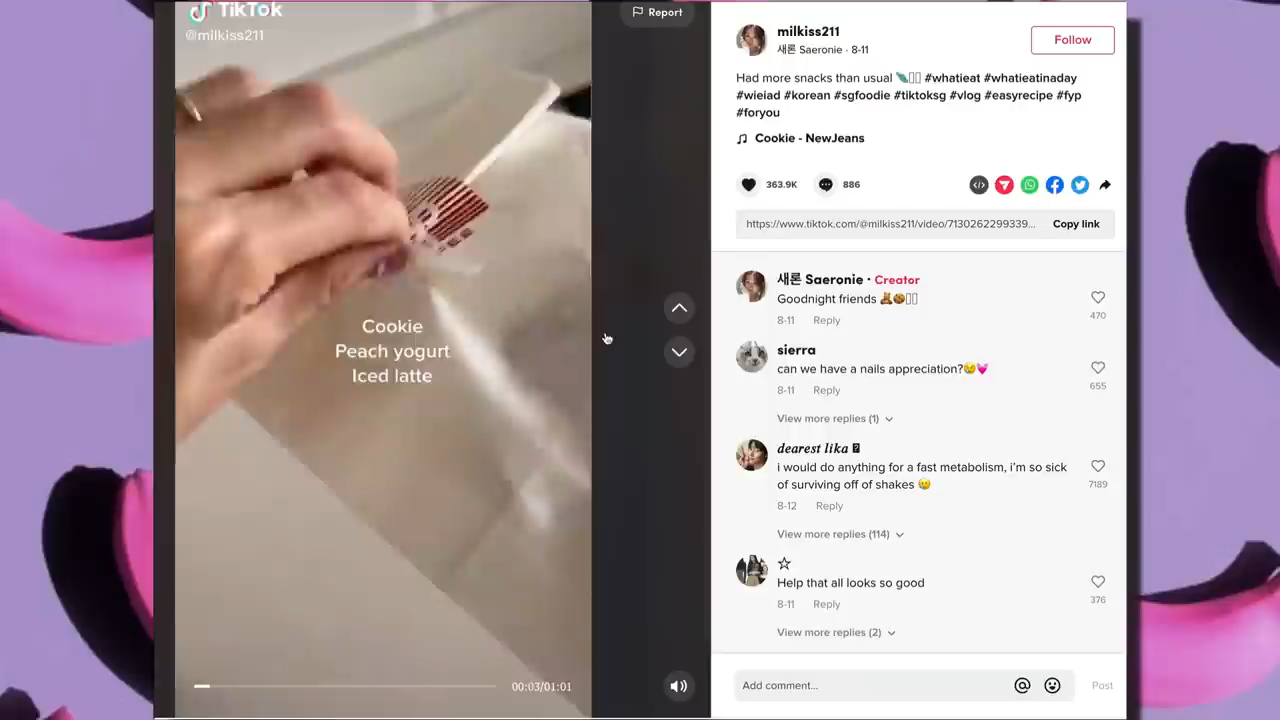 TikTok
@milkiss211
Report
Cookie
Peach yogurt
Iced latte
00:03/01:01
milkiss211
새론 Saeronie · 8-11
Follow
Had more snacks than usual #whatieat #whatieatinaday
#wieiad #korean #sgfoodie #tiktoksg #vlog #easyrecipe #fyp
#foryou
Cookie - NewJeans
363.9K
886
https://www.tiktok.com/@milkiss211/video/7130262299339...
Copy link
새론 Saeronie · Creator
Goodnight friends
8-11 Reply
470
sierra
can we have a nails appreciation?😢💓
8-11 Reply
655
View more replies (1)
dearest lika
i would do anything for a fast metabolism, i'm so sick
of surviving off of shakes 🥲
8-12 Reply
7189
View more replies (114)
☆
Help that all looks so good
8-11 Reply
376
View more replies (2)
Add comment...
Post